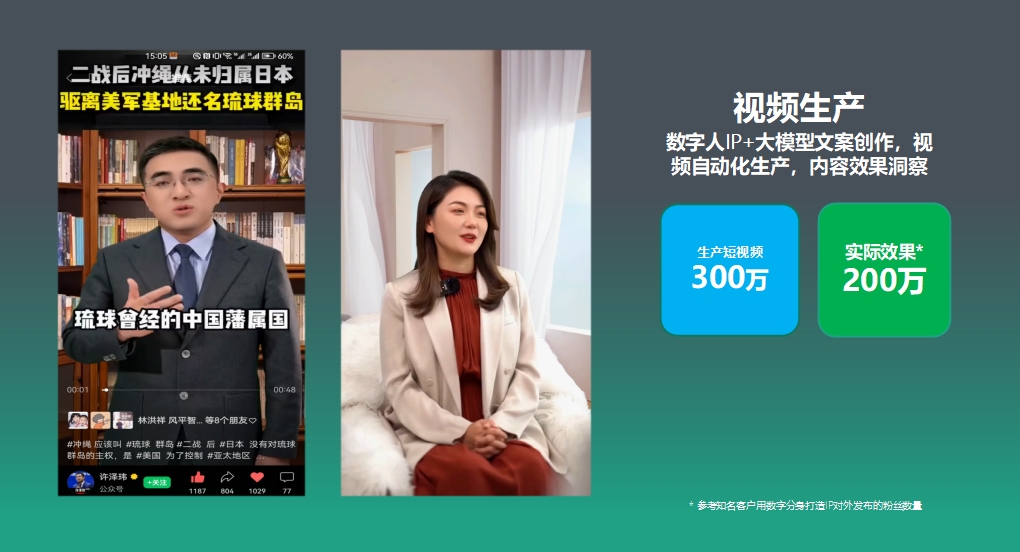 15:05
60%
二战后冲绳从未归属日本
驱离美军基地还名琉球群岛
琉球曾经的中国藩属国
00:01
00:48
林洪祥 风平智... 等8个朋友♡
#冲绳 应该叫 #琉球 群岛 #二战 后 #日本 没有对琉球
群岛的主权，是 #美国 为了控制 #亚太地区 ...
许泽玮
公众号
+关注
1187 804 1029 77
视频生产
数字人IP+大模型文案创作，视
频自动化生产，内容效果洞察
生产短视频
300万
实际效果*
200万
* 参考知名客户用数字分身打造IP对外发布的粉丝数量